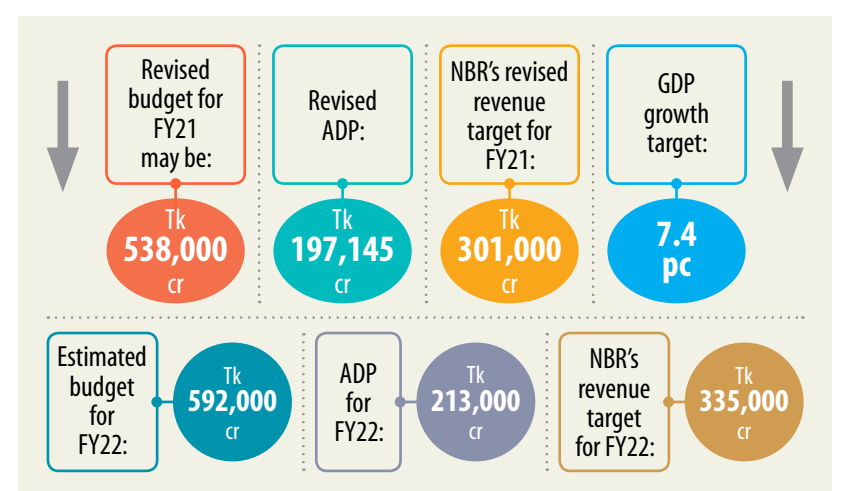 Revised
budget for
FY21
may be:
Tk
538,000
cr
Revised
ADP:
Tk
197,145
cr
NBR’s revised
revenue
target for
FY21:
Tk
301,000
cr
GDP
growth
target:
7.4
pc
Estimated
budget
for
FY22:
Tk
592,000
cr
ADP
for
FY22:
Tk
213,000
cr
NBR’s
revenue
target
for FY22:
Tk
335,000
cr